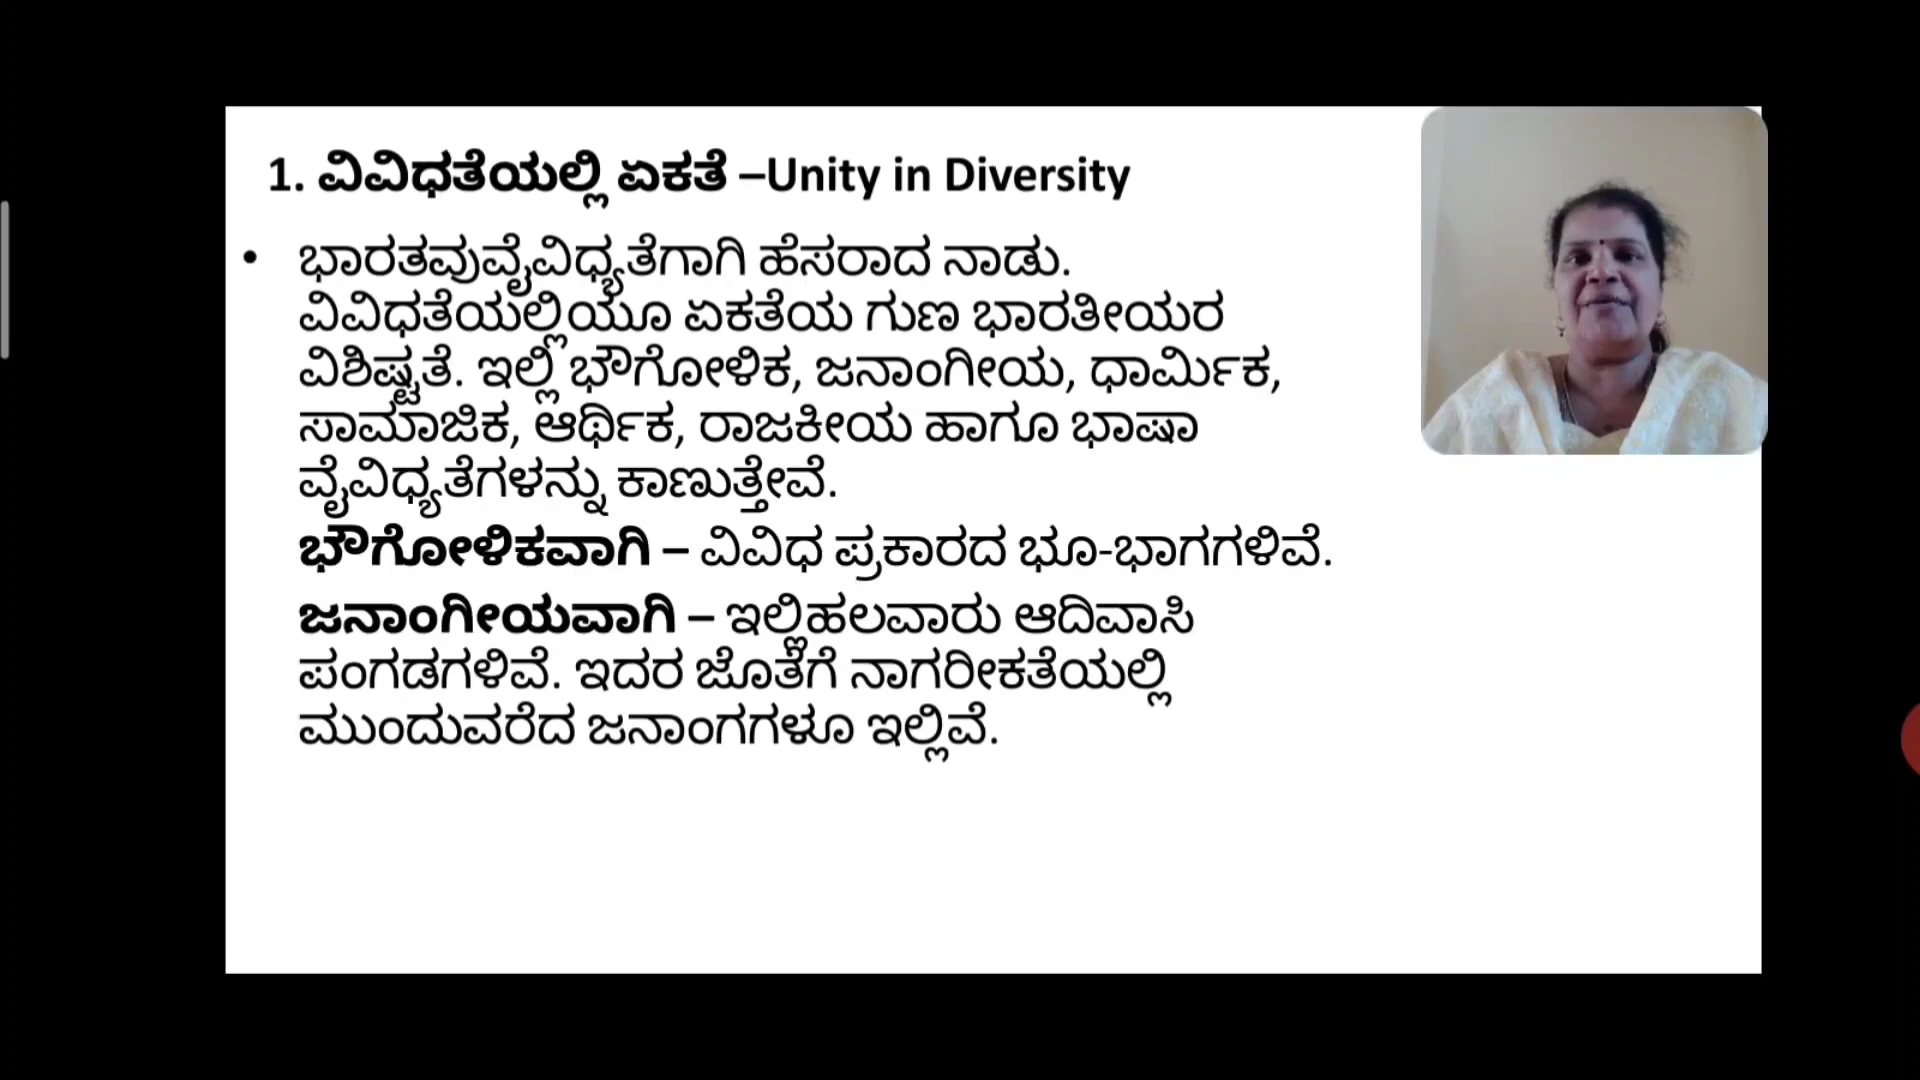 1. ವಿವಿಧತೆಯಲ್ಲಿ ಏಕತೆ –Unity in Diversity
• ಭಾರತವುವೈವಿಧ್ಯತೆಗಾಗಿ ಹೆಸರಾದ ನಾಡು.
ವಿವಿಧತೆಯಲ್ಲಿಯೂ ಏಕತೆಯ ಗುಣ ಭಾರತೀಯರ
ವಿಶಿಷ್ಟತೆ. ಇಲ್ಲಿ ಭೌಗೋಳಿಕ, ಜನಾಂಗೀಯ, ಧಾರ್ಮಿಕ,
ಸಾಮಾಜಿಕ, ಆರ್ಥಿಕ, ರಾಜಕೀಯ ಹಾಗೂ ಭಾಷಾ
ವೈವಿಧ್ಯತೆಗಳನ್ನು ಕಾಣುತ್ತೇವೆ.
ಭೌಗೋಳಿಕವಾಗಿ – ವಿವಿಧ ಪ್ರಕಾರದ ಭೂ-ಭಾಗಗಳಿವೆ.
ಜನಾಂಗೀಯವಾಗಿ – ಇಲ್ಲಿಹಲವಾರು ಆದಿವಾಸಿ
ಪಂಗಡಗಳಿವೆ. ಇದರ ಜೊತೆಗೆ ನಾಗರೀಕತೆಯಲ್ಲಿ
ಮುಂದುವರೆದ ಜನಾಂಗಗಳೂ ಇಲ್ಲಿವೆ.